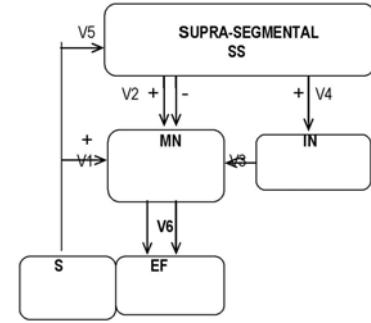 SUPRA-SEGMENTAL
SS
V5
V2 + - + V4
MN IN
+
V1 V3
V6
S EF